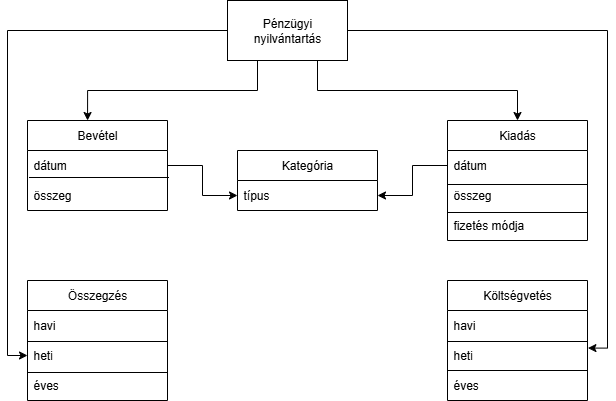 Pénzügyi
nyilvántartás
Bevétel
dátum
összeg
Kategória
típus
Kiadás
dátum
összeg
fizetés módja
Összegzés
havi
heti
éves
Költségvetés
havi
heti
éves